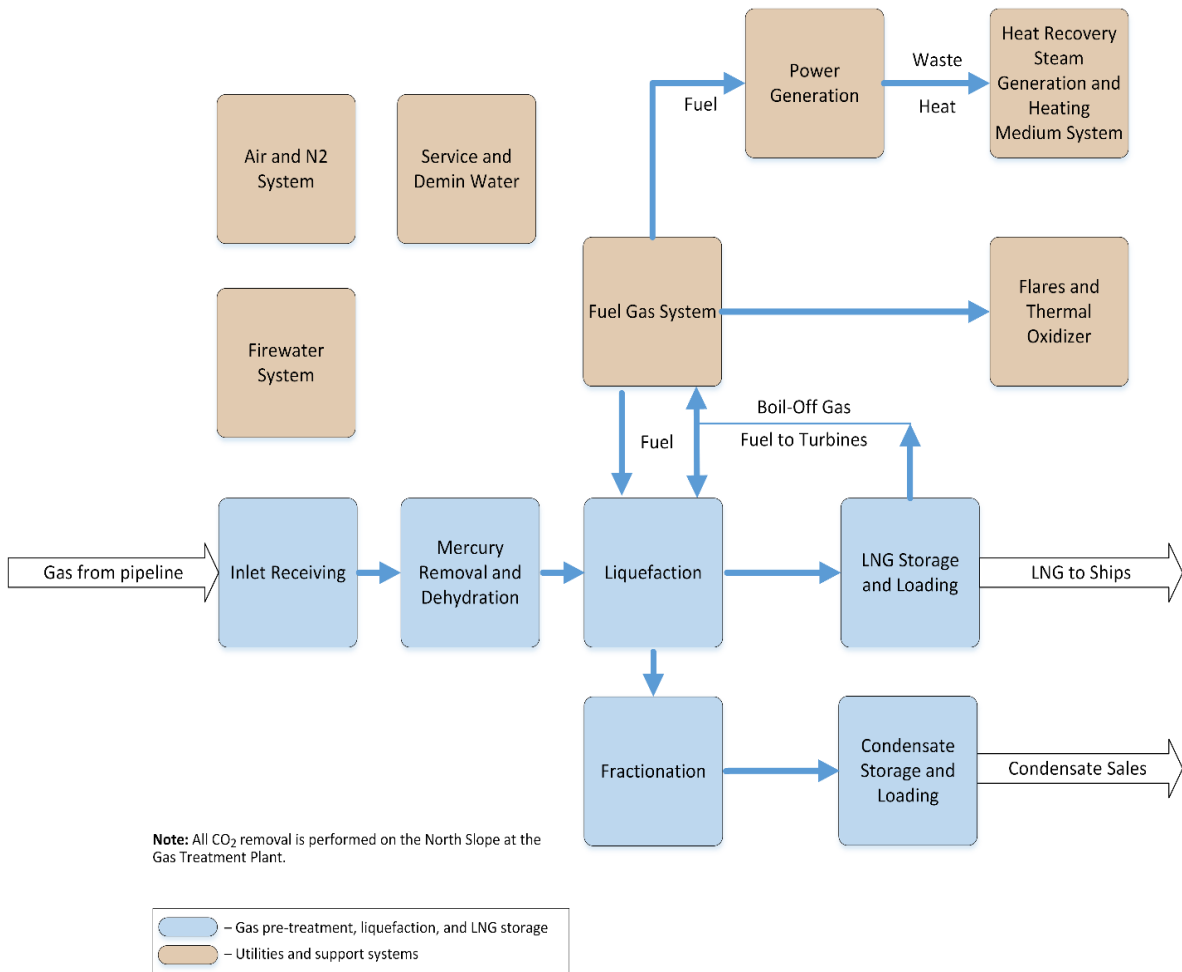 Power
Generation
Waste
Heat
Heat Recovery
Steam
Generation and
Heating
Medium System
Fuel
Air and N2
System
Service and
Demin Water
Fuel Gas System
Flares and
Thermal
Oxidizer
Firewater
System
Fuel
Boil-Off Gas
Fuel to Turbines
Gas from pipeline
Inlet Receiving
Mercury
Removal and
Dehydration
Liquefaction
LNG Storage
and Loading
LNG to Ships
Fractionation
Condensate
Storage and
Loading
Condensate Sales
Note: All CO₂ removal is performed on the North Slope at the
Gas Treatment Plant.
– Gas pre-treatment, liquefaction, and LNG storage
– Utilities and support systems